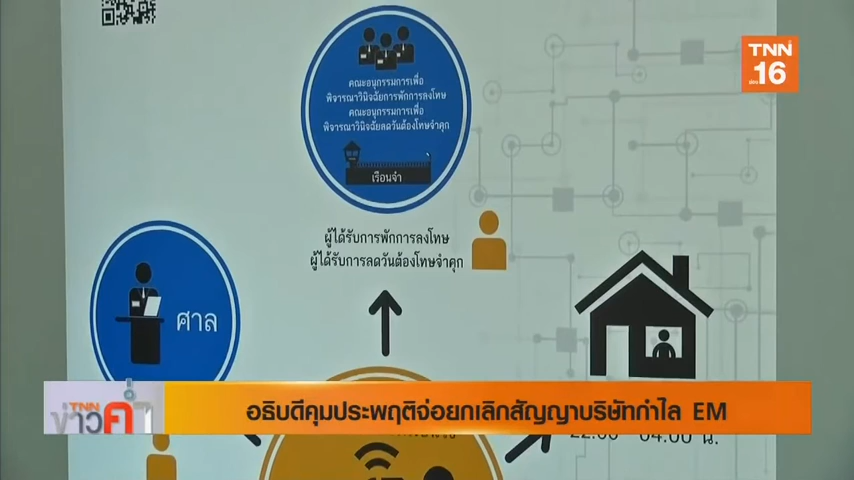 TNN
ช่อง
16
คณะอนุกรรมการเพื่อ
พิจารณาวินิจฉัยการพักการลงโทษ
คณะอนุกรรมการเพื่อ
พิจารณาวินิจฉัยลดวันต้องโทษจำคุก
เรือนจำ
ผู้ได้รับการพักการลงโทษ
ผู้ได้รับการลดวันต้องโทษจำคุก
ศาล
TNN
ข่าวค่ำ
อธิบดีคุมประพฤติจ่อยกเลิกสัญญาบริษัทกำไล EM
22.00 - 04.00 น.